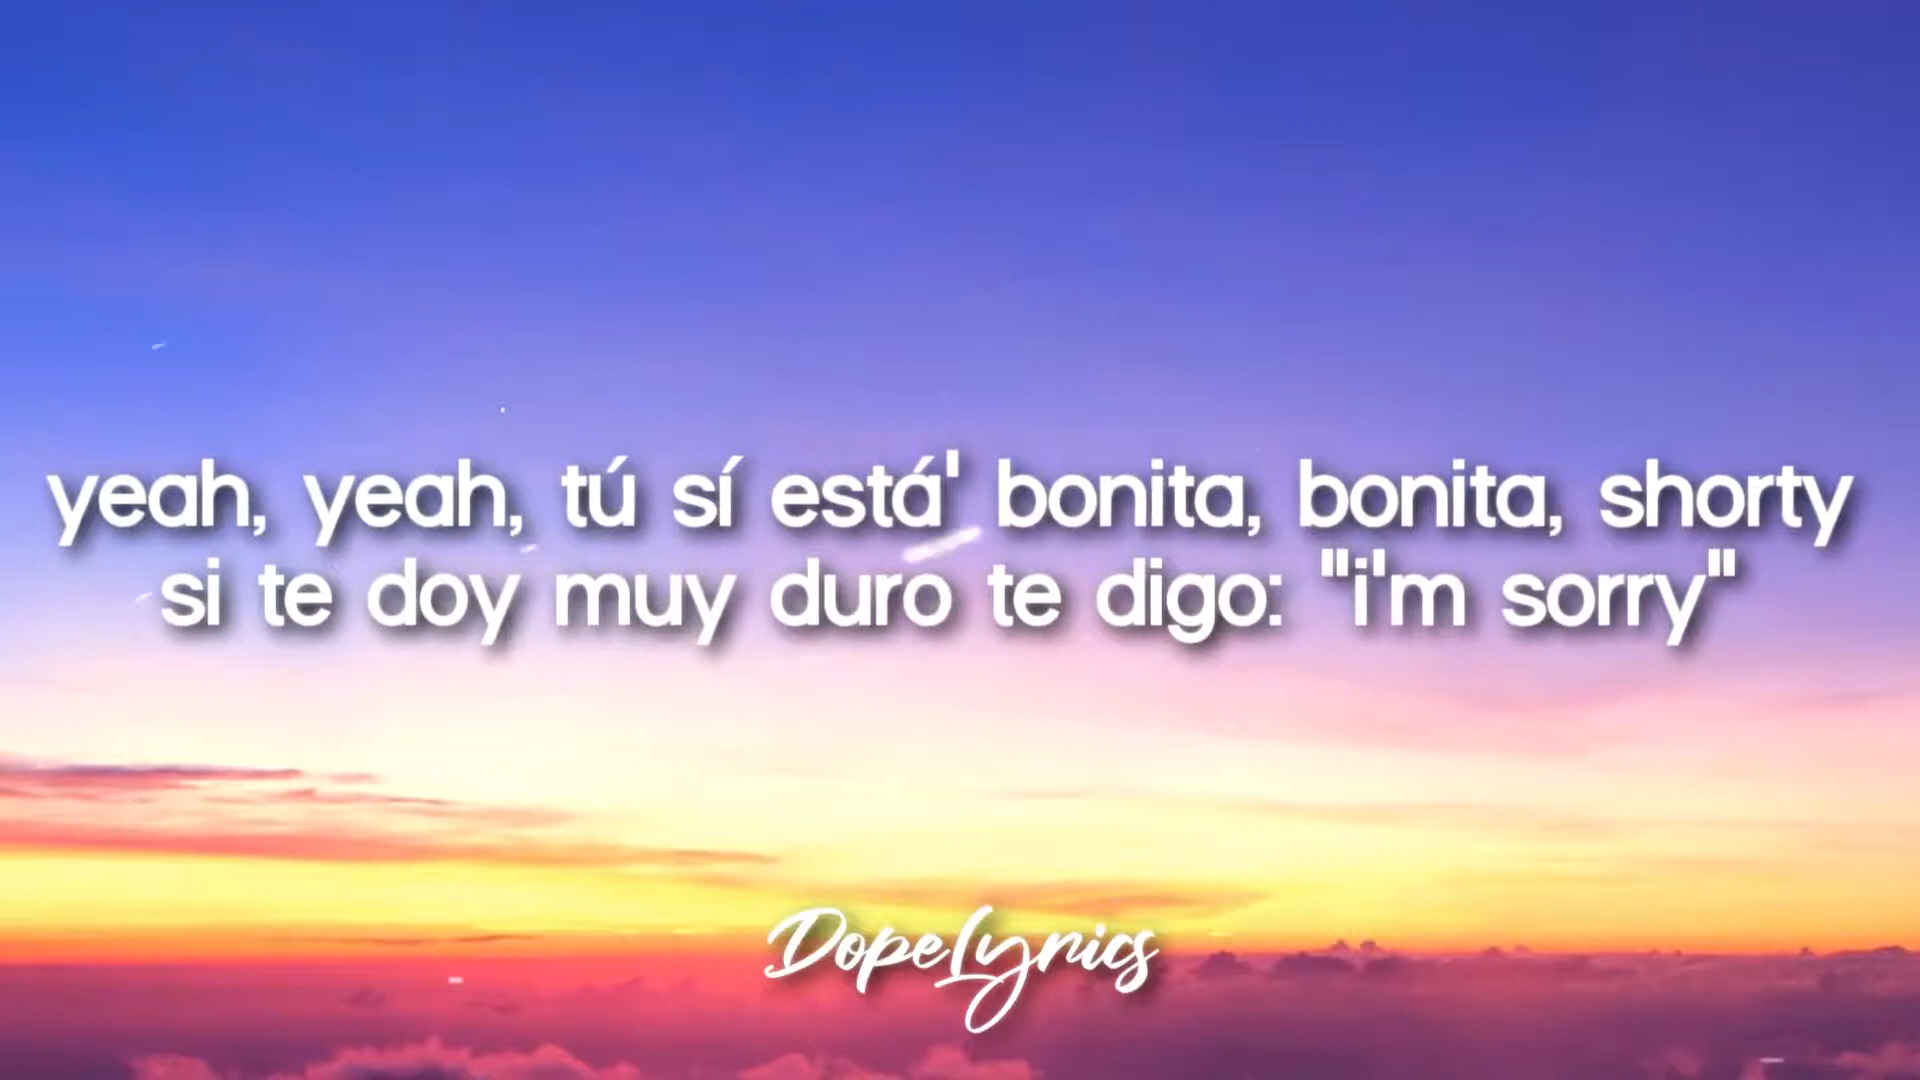 yeah, yeah, tú sí está' bonita, bonita, shorty
si te doy muy duro te digo: "i'm sorry"
DopeLyrics